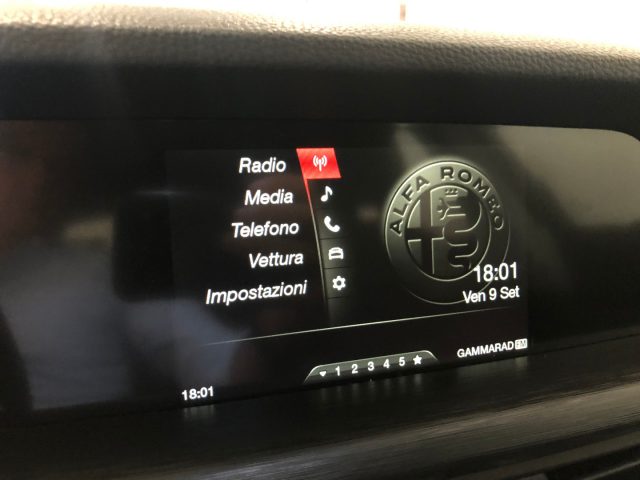 Radio
Media
Telefono
Vettura
Impostazioni
ALFA ROMEO
18:01
Ven 9 Set
1 2 3 4 5
GAMMARAD FM
18:01